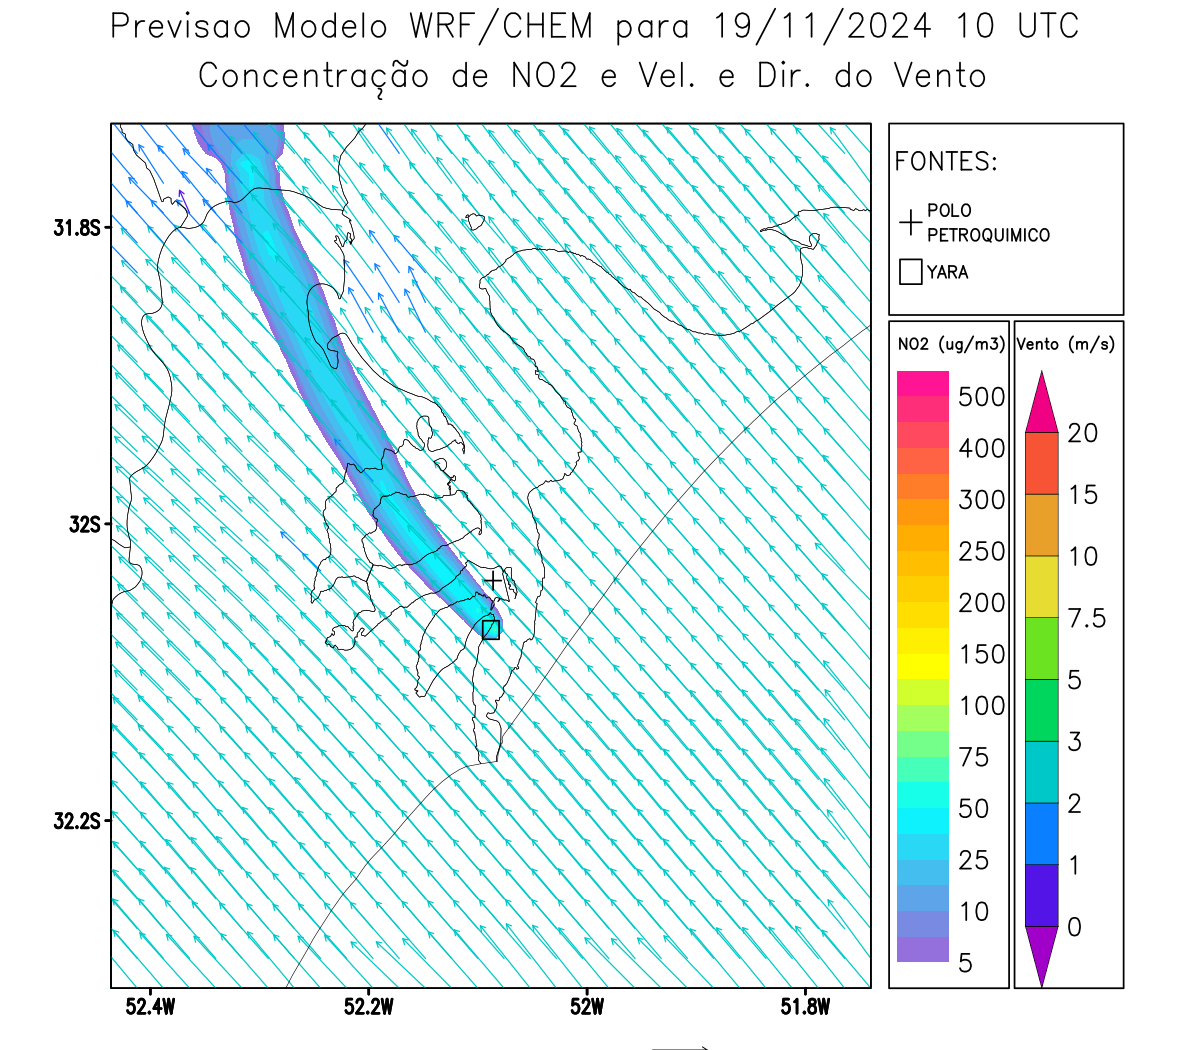 Previsao Modelo WRF/CHEM para 19/11/2024 10 UTC
Concentração de NO2 e Vel. e Dir. do Vento
FONTES:
POLO
PETROQUIMICO
YARA
NO2 (ug/m3)
500
400
300
250
200
150
100
75
50
25
10
5
Vento (m/s)
20
15
10
7.5
5
3
2
1
0
31.8S
32S
32.2S
52.4W 52.2W 52W 51.8W